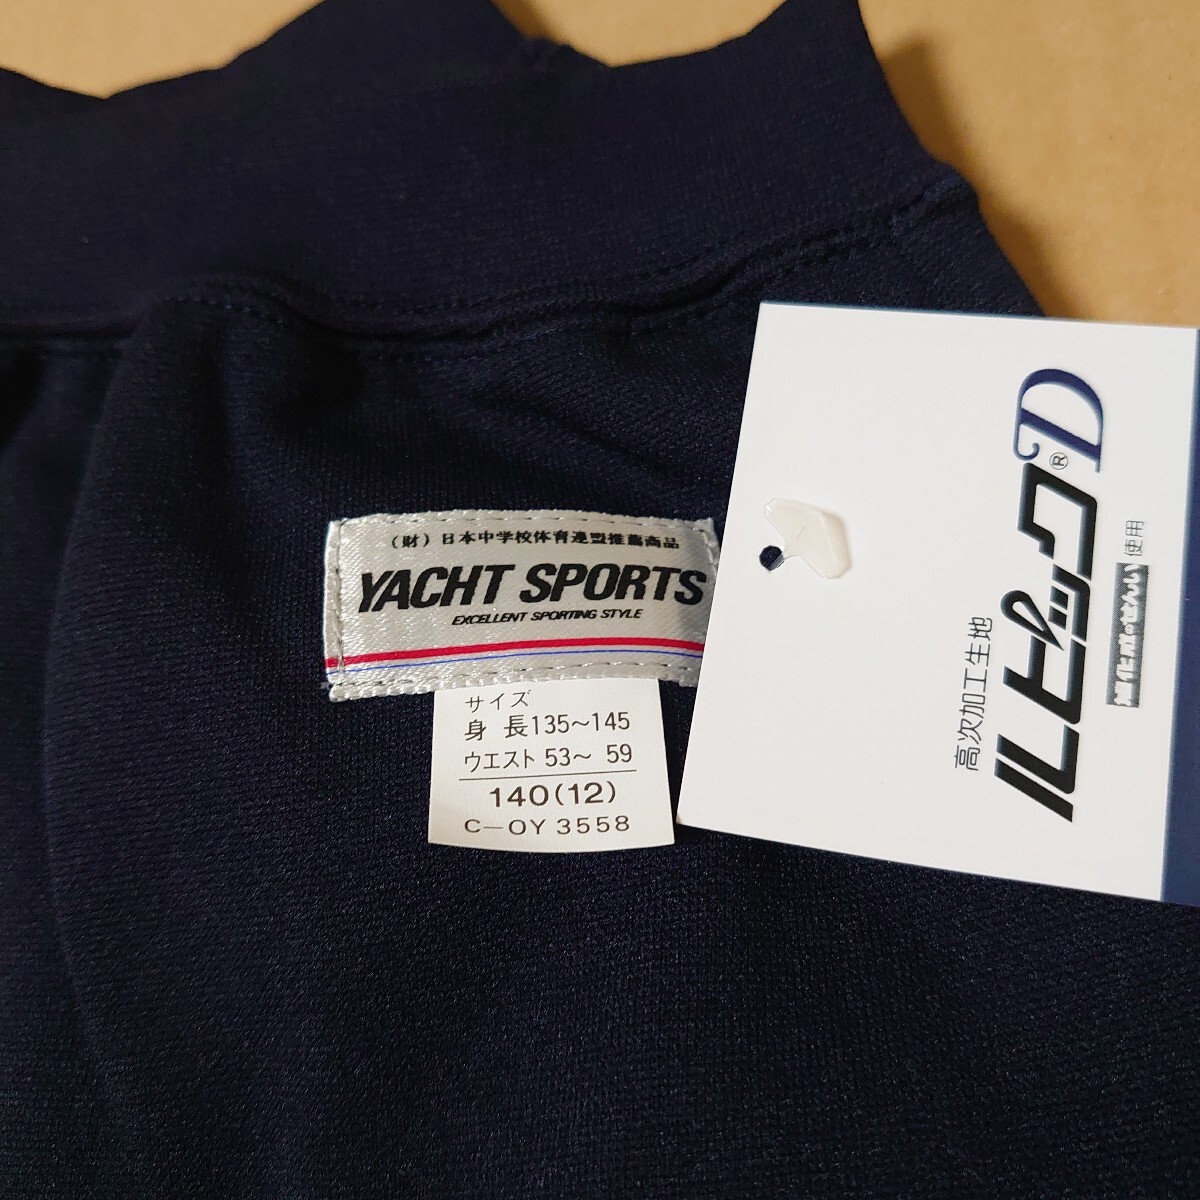 (財)日本中学校体育連盟推薦商品
YACHT SPORTS
EXCELLENT SPORTING STYLE
サイズ
身 長135〜145
ウエスト53〜 59
140(12)
C-OY 3558
高次加工生地
ルビックD®
使用